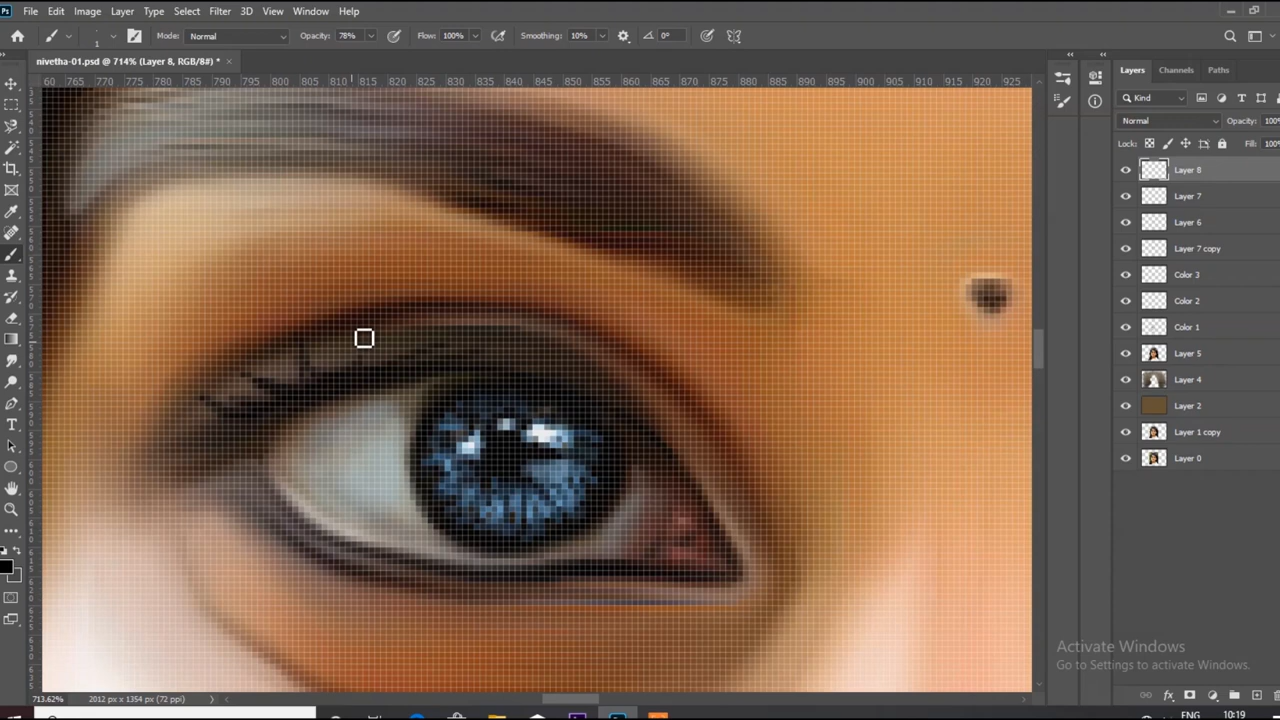 Ps File Edit Image Layer Type Select Filter 3D View Window Help
1 Mode: Normal Opacity: 78% Flow: 100% Smoothing: 10% 0°
nivetha-01.psd @ 714% (Layer 8, RGB/8#) * ×
60 765 770 775 780 785 790 795 800 805 810 815 820 825 830 835 840 845 850 855 860 865 870 875 880 885 890 895 900 905 910 915 920 925
Layers Channels Paths
Kind
Normal Opacity: 100%
Lock: Fill: 100%
Layer 8
Layer 7
Layer 6
Layer 7 copy
Color 3
Color 2
Color 1
Layer 5
Layer 4
Layer 2
Layer 1 copy
Layer 0
Activate Windows
Go to Settings to activate Windows.
713.62% 2012 px x 1354 px (72 ppi)
ENG 10:19